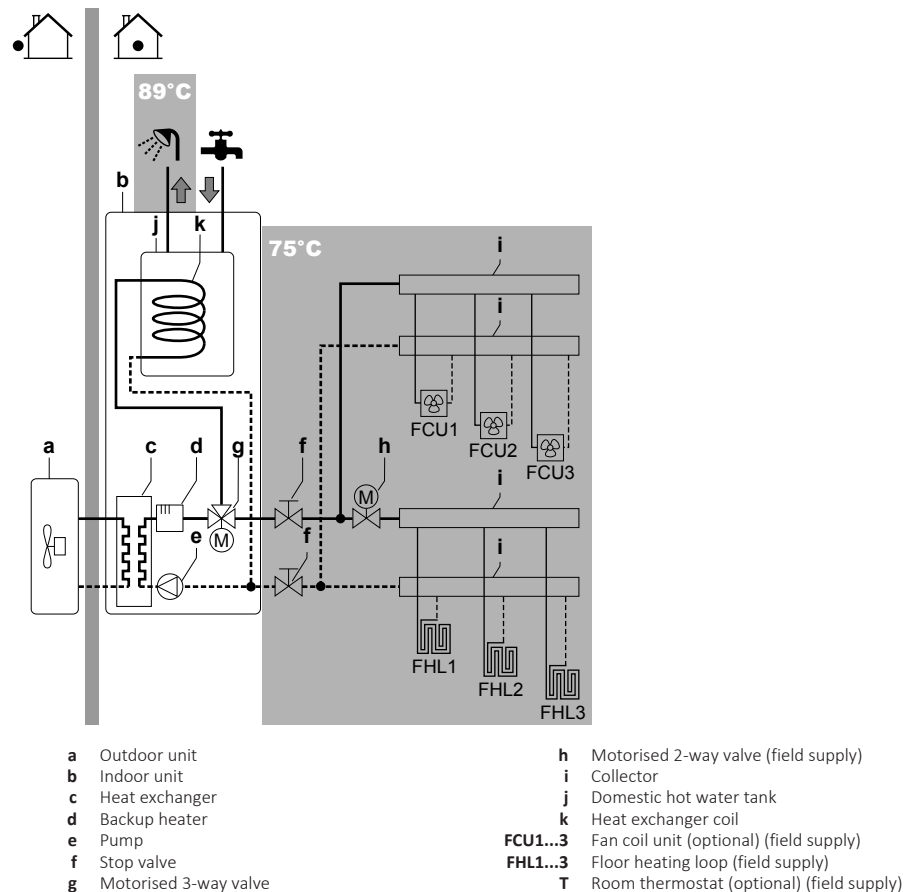 89°C
b
j
k
75°C
i
i
FCU1
FCU2
FCU3
a
c
d
g
f
h
i
M
M
e
f
i
FHL1
FHL2
FHL3
a Outdoor unit
b Indoor unit
c Heat exchanger
d Backup heater
e Pump
f Stop valve
g Motorised 3-way valve
h Motorised 2-way valve (field supply)
i Collector
j Domestic hot water tank
k Heat exchanger coil
FCU1...3 Fan coil unit (optional) (field supply)
FHL1...3 Floor heating loop (field supply)
T Room thermostat (optional) (field supply)